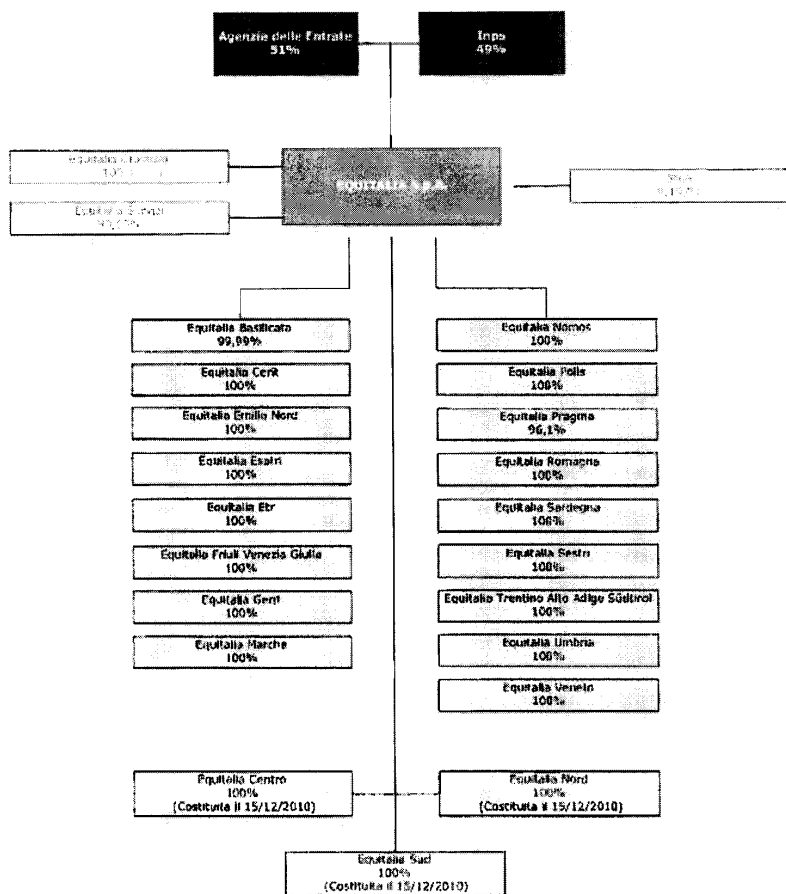 Agenzia delle Entrate
51%
Inps
49%
Equitalia
EQUITALIA S.p.A.
Equitalia Servizi
Equitalia Basilicata
99,99%
Equitalia Nomos
100%
Equitalia Cerit
100%
Equitalia Polis
100%
Equitalia Emilia Nord
100%
Equitalia Pragma
96,1%
Equitalia Esatri
100%
Equitalia Romagna
100%
Equitalia Etr
100%
Equitalia Sardegna
100%
Equitalia Friuli Venezia Giulia
100%
Equitalia Sestri
100%
Equitalia Gerit
100%
Equitalia Trentino Alto Adige Südtirol
100%
Equitalia Marche
100%
Equitalia Umbria
100%
Equitalia Veneto
100%
Equitalia Centro
100%
(Costituita il 15/12/2010)
Equitalia Nord
100%
(Costituita il 15/12/2010)
Equitalia Sud
100%
(Costituita il 15/12/2010)